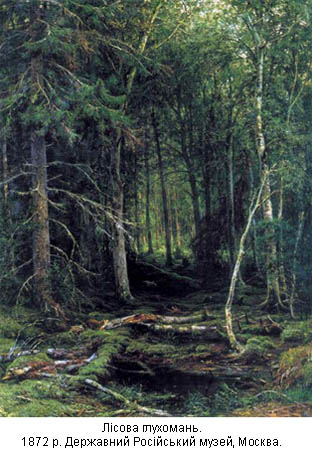 Лісова глухомань.
1872 р. Державний Російський музей, Москва.